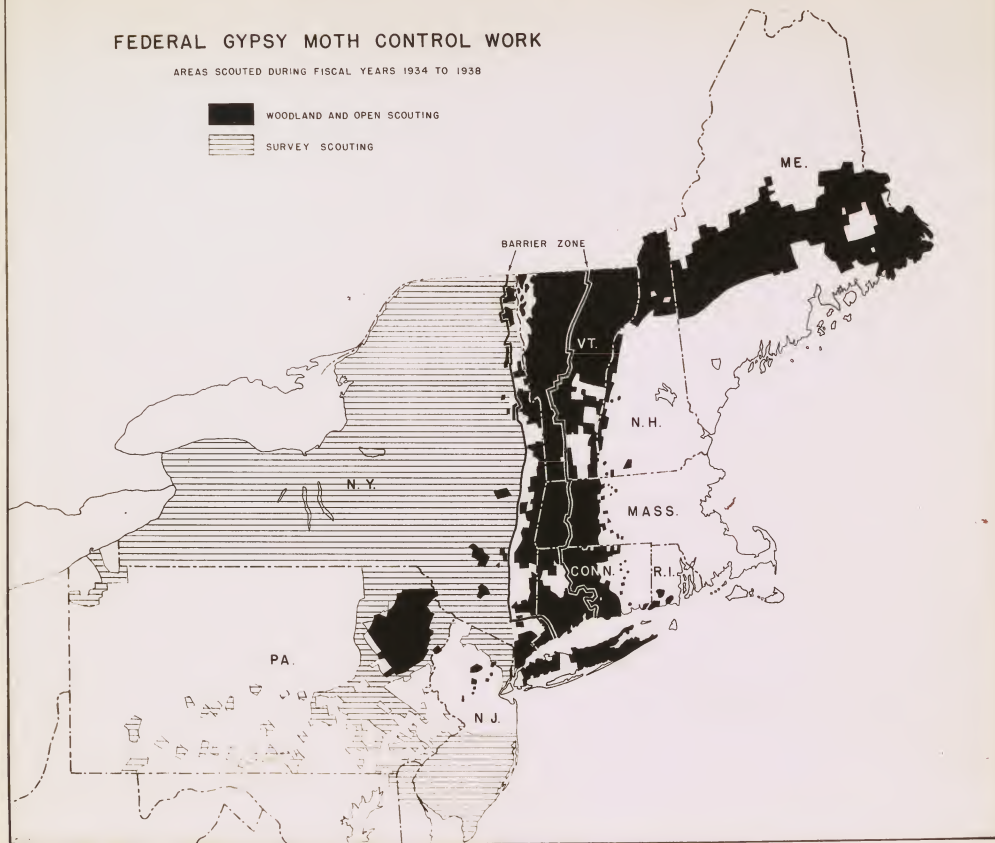 FEDERAL GYPSY MOTH CONTROL WORK
AREAS SCOUTED DURING FISCAL YEARS 1934 TO 1938
WOODLAND AND OPEN SCOUTING
SURVEY SCOUTING
ME.
BARRIER ZONE
VT.
N.H.
N.Y.
MASS.
CONN.
R.I.
PA.
N J.